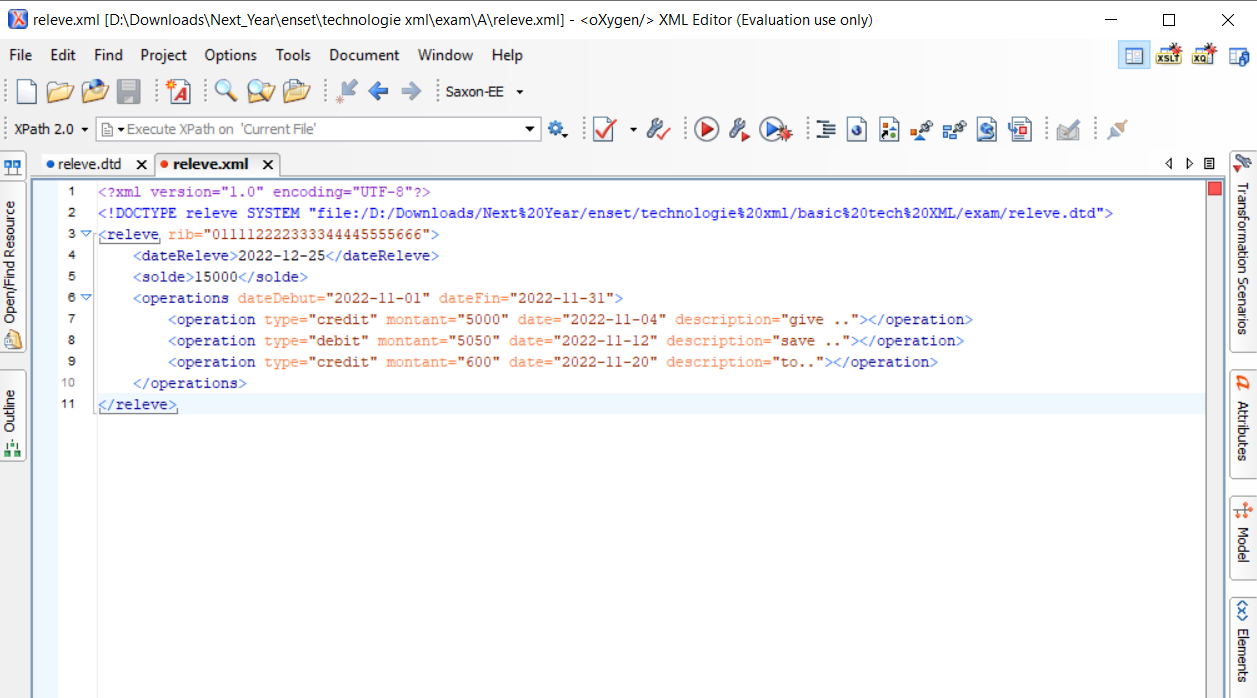 releve.xml [D:\Downloads\Next_Year\enset\technologie xml\exam\A\releve.xml] - <oXygen/> XML Editor (Evaluation use only)
File Edit Find Project Options Tools Document Window Help
XSLT XQ
Saxon-EE
XPath 2.0 Execute XPath on 'Current File'
releve.dtd releve.xml
1 <?xml version="1.0" encoding="UTF-8"?>
2 <!DOCTYPE releve SYSTEM "file:/D:/Downloads/Next%20Year/enset/technologie%20xml/basic%20tech%20XML/exam/releve.dtd">
3 <releve rib="011112222333344445555666">
4 <dateReleve>2022-12-25</dateReleve>
5 <solde>15000</solde>
6 <operations dateDebut="2022-11-01" dateFin="2022-11-31">
7 <operation type="credit" montant="5000" date="2022-11-04" description="give .."></operation>
8 <operation type="debit" montant="5050" date="2022-11-12" description="save .."></operation>
9 <operation type="credit" montant="600" date="2022-11-20" description="to.."></operation>
10 </operations>
11 </releve>
Open/Find Resource
Outline
Transformation Scenarios
Attributes
Model
Elements